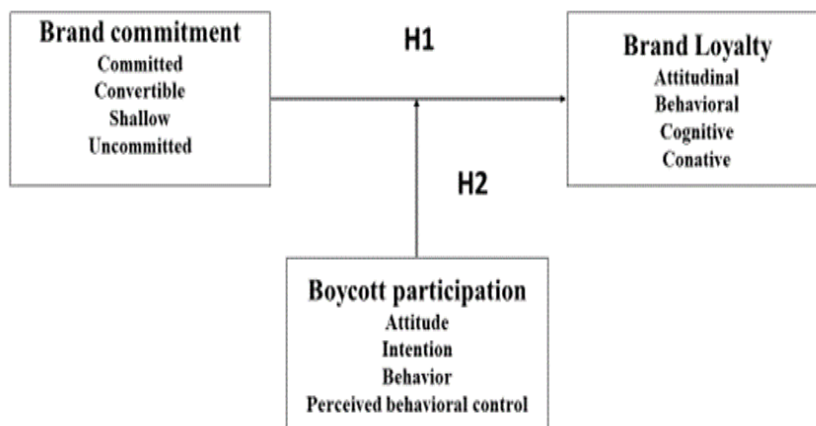 Brand commitment
Committed
Convertible
Shallow
Uncommitted
H1
Brand Loyalty
Attitudinal
Behavioral
Cognitive
Conative
H2
Boycott participation
Attitude
Intention
Behavior
Perceived behavioral control